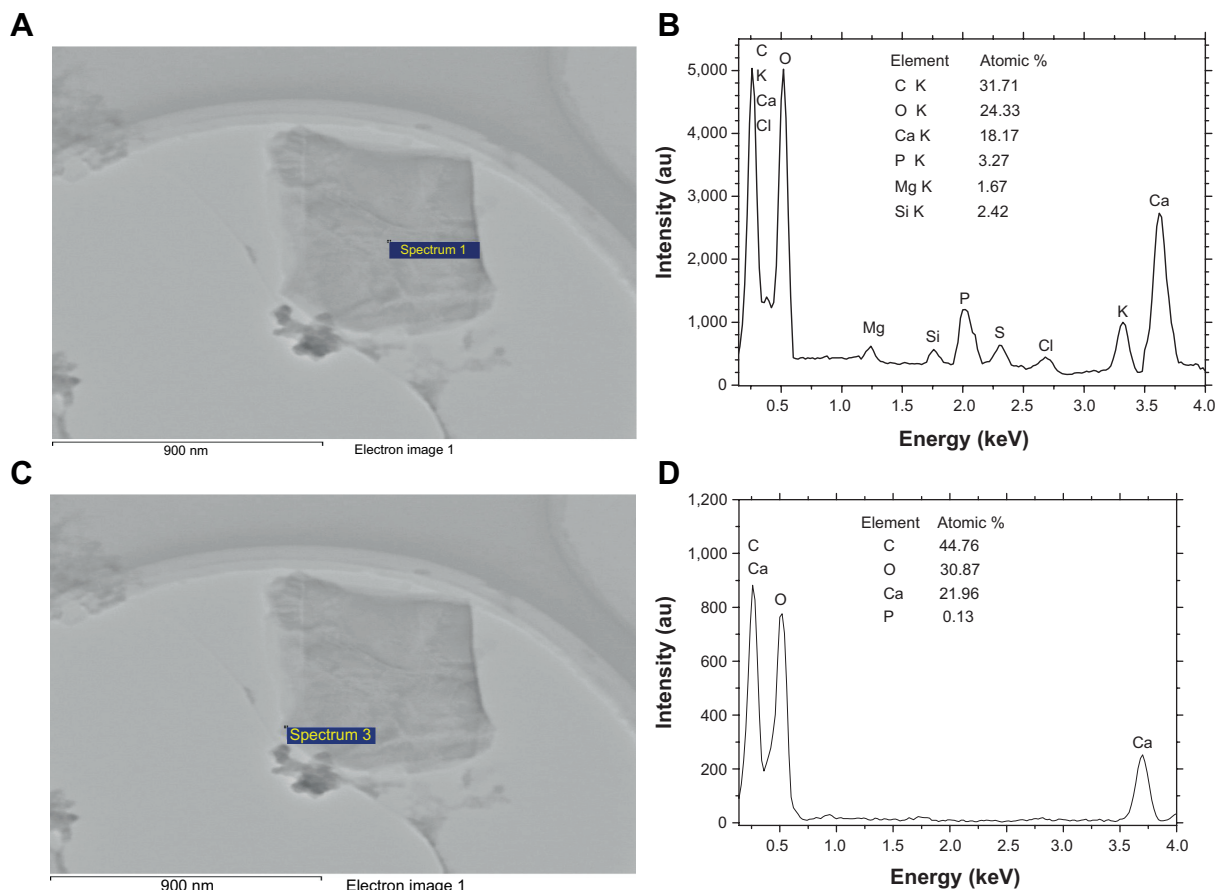 A
Spectrum 1
900 nm
Electron image 1
B
Intensity (au)
5,000
4,000
3,000
2,000
1,000
0
C
K
Ca
Cl
O
Element Atomic %
C K 31.71
O K 24.33
Ca K 18.17
P K 3.27
Mg K 1.67
Si K 2.42
Mg
Si
P
S
Cl
K
Ca
0.5 1.0 1.5 2.0 2.5 3.0 3.5 4.0
Energy (keV)
C
Spectrum 3
900 nm
Electron image 1
D
Intensity (au)
1,200
1,000
800
600
400
200
0
C
Ca
O
Element Atomic %
C 44.76
O 30.87
Ca 21.96
P 0.13
Ca
0.5 1.0 1.5 2.0 2.5 3.0 3.5 4.0
Energy (keV)